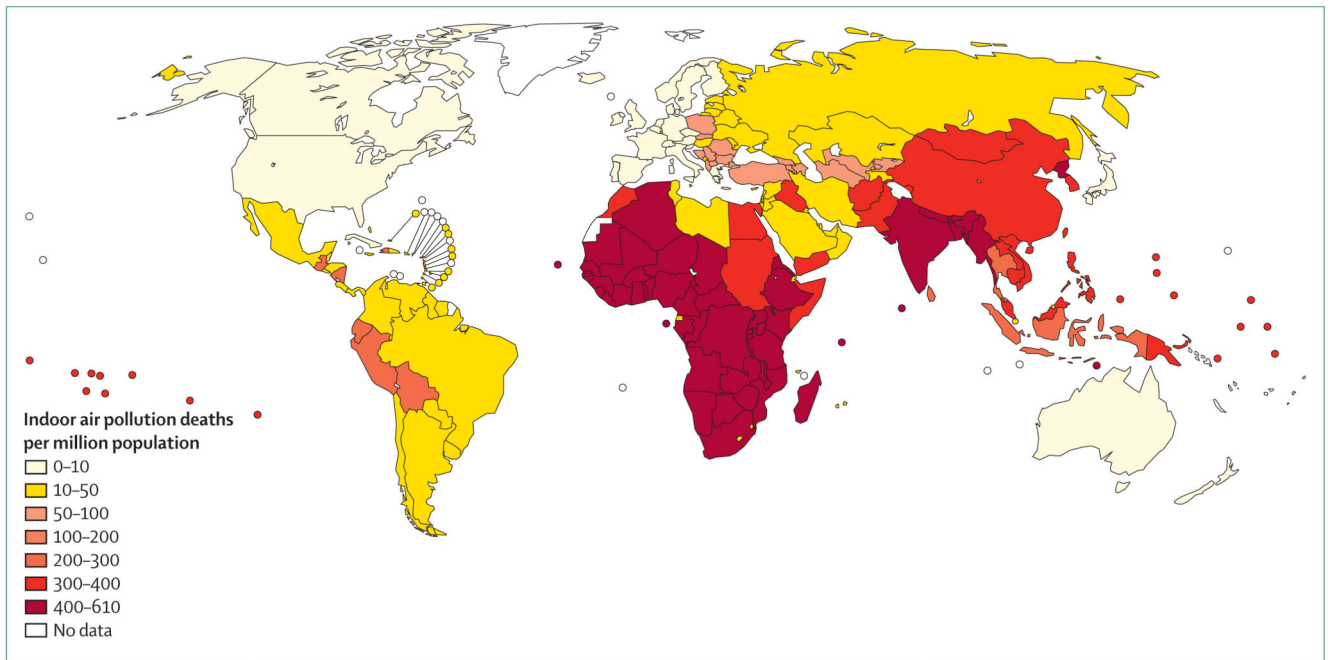 Indoor air pollution deaths
per million population
0–10
10–50
50–100
100–200
200–300
300–400
400–610
No data